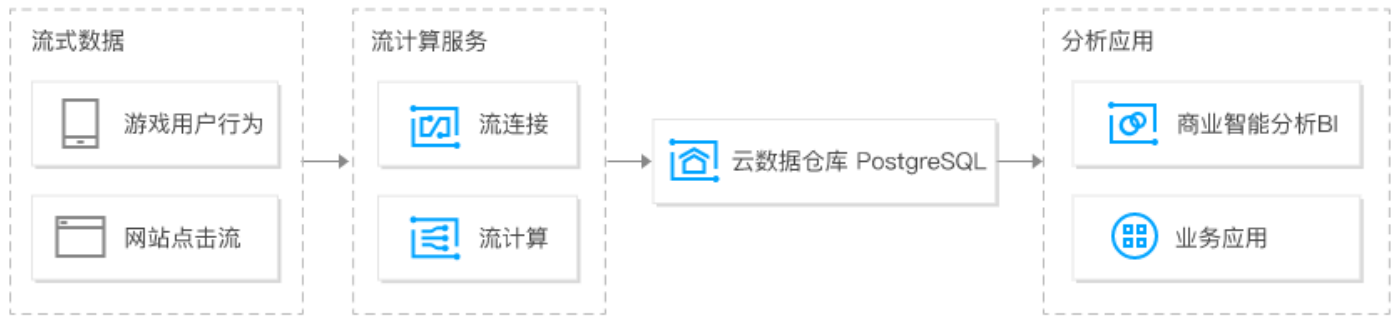 流式数据
游戏用户行为
网站点击流
流计算服务
流连接
流计算
云数据仓库 PostgreSQL
分析应用
商业智能分析BI
业务应用